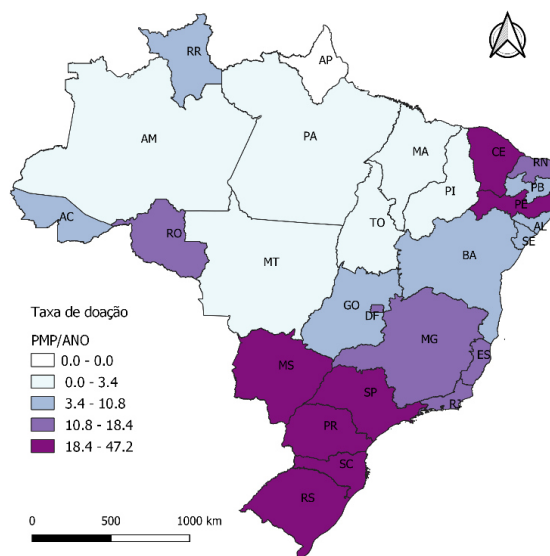 RR
AP
AM
PA
MA
CE
RN
PB
PI
PE
AL
SE
AC
RO
TO
BA
MT
GO
DF
MG
ES
MS
SP
RJ
PR
SC
RS
Taxa de doação
PMP/ANO
0.0 - 0.0
0.0 - 3.4
3.4 - 10.8
10.8 - 18.4
18.4 - 47.2
0 500 1000 km